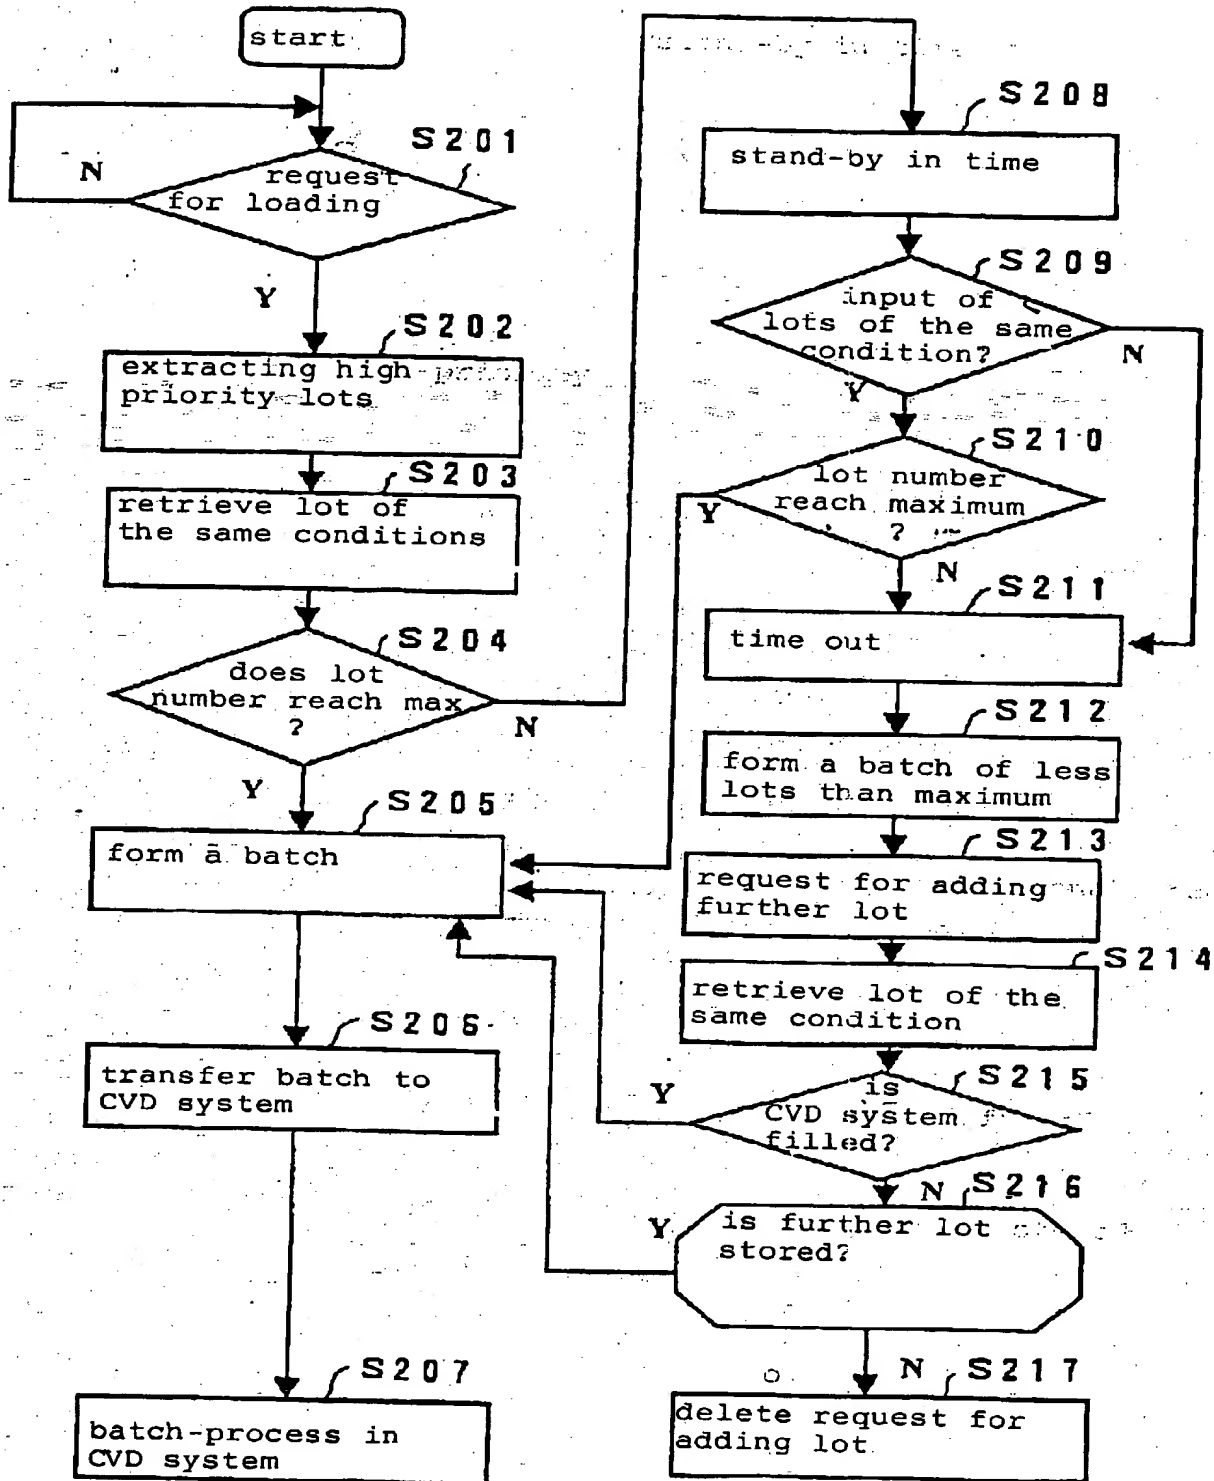 start
S201
N
request
for loading
Y
S202
extracting high
priority lots
S203
retrieve lot of
the same conditions
S204
does lot
number reach max
?
N
Y
S205
form a batch
S206
transfer batch to
CVD system
S207
batch-process in
CVD system
S208
stand-by in time
S209
input of
lots of the same
condition?
N
Y
S210
lot number
reach maximum
?
Y
N
S211
time out
S212
form a batch of less
lots than maximum
S213
request for adding
further lot
S214
retrieve lot of the
same condition
S215
is
CVD system
filled?
Y
N
S216
is further lot
stored?
Y
N
S217
delete request for
adding lot